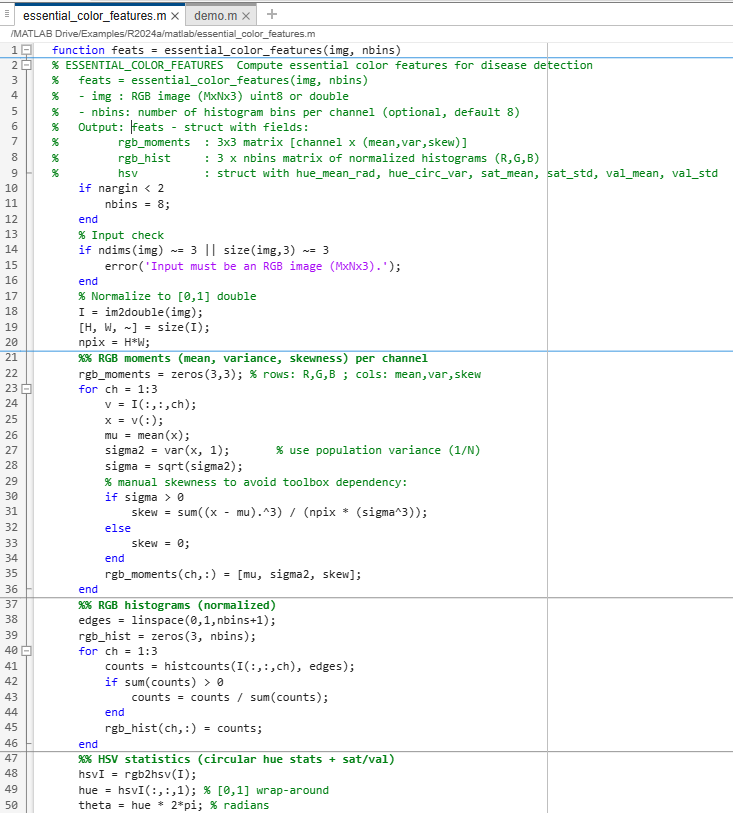 essential_color_features.m × demo.m × +
/MATLAB Drive/Examples/R2024a/matlab/essential_color_features.m
1 function feats = essential_color_features(img, nbins)
2 % ESSENTIAL_COLOR_FEATURES  Compute essential color features for disease detection
3 %   feats = essential_color_features(img, nbins)
4 %   - img : RGB image (MxNx3) uint8 or double
5 %   - nbins: number of histogram bins per channel (optional, default 8)
6 %   Output: feats - struct with fields:
7 %         rgb_moments  : 3x3 matrix [channel x (mean,var,skew)]
8 %         rgb_hist     : 3 x nbins matrix of normalized histograms (R,G,B)
9 %         hsv          : struct with hue_mean_rad, hue_circ_var, sat_mean, sat_std, val_mean, val_std
10     if nargin < 2
11         nbins = 8;
12     end
13     % Input check
14     if ndims(img) ~= 3 || size(img,3) ~= 3
15         error('Input must be an RGB image (MxNx3).');
16     end
17     % Normalize to [0,1] double
18     I = im2double(img);
19     [H, W, ~] = size(I);
20     npix = H*W;
21     %% RGB moments (mean, variance, skewness) per channel
22     rgb_moments = zeros(3,3); % rows: R,G,B ; cols: mean,var,skew
23     for ch = 1:3
24         v = I(:,:,ch);
25         x = v(:);
26         mu = mean(x);
27         sigma2 = var(x, 1);       % use population variance (1/N)
28         sigma = sqrt(sigma2);
29         % manual skewness to avoid toolbox dependency:
30         if sigma > 0
31             skew = sum((x - mu).^3) / (npix * (sigma^3));
32         else
33             skew = 0;
34         end
35         rgb_moments(ch,:) = [mu, sigma2, skew];
36     end
37     %% RGB histograms (normalized)
38     edges = linspace(0,1,nbins+1);
39     rgb_hist = zeros(3, nbins);
40     for ch = 1:3
41         counts = histcounts(I(:,:,ch), edges);
42         if sum(counts) > 0
43             counts = counts / sum(counts);
44         end
45         rgb_hist(ch,:) = counts;
46     end
47     %% HSV statistics (circular hue stats + sat/val)
48     hsvI = rgb2hsv(I);
49     hue = hsvI(:,:,1); % [0,1] wrap-around
50     theta = hue * 2*pi; % radians